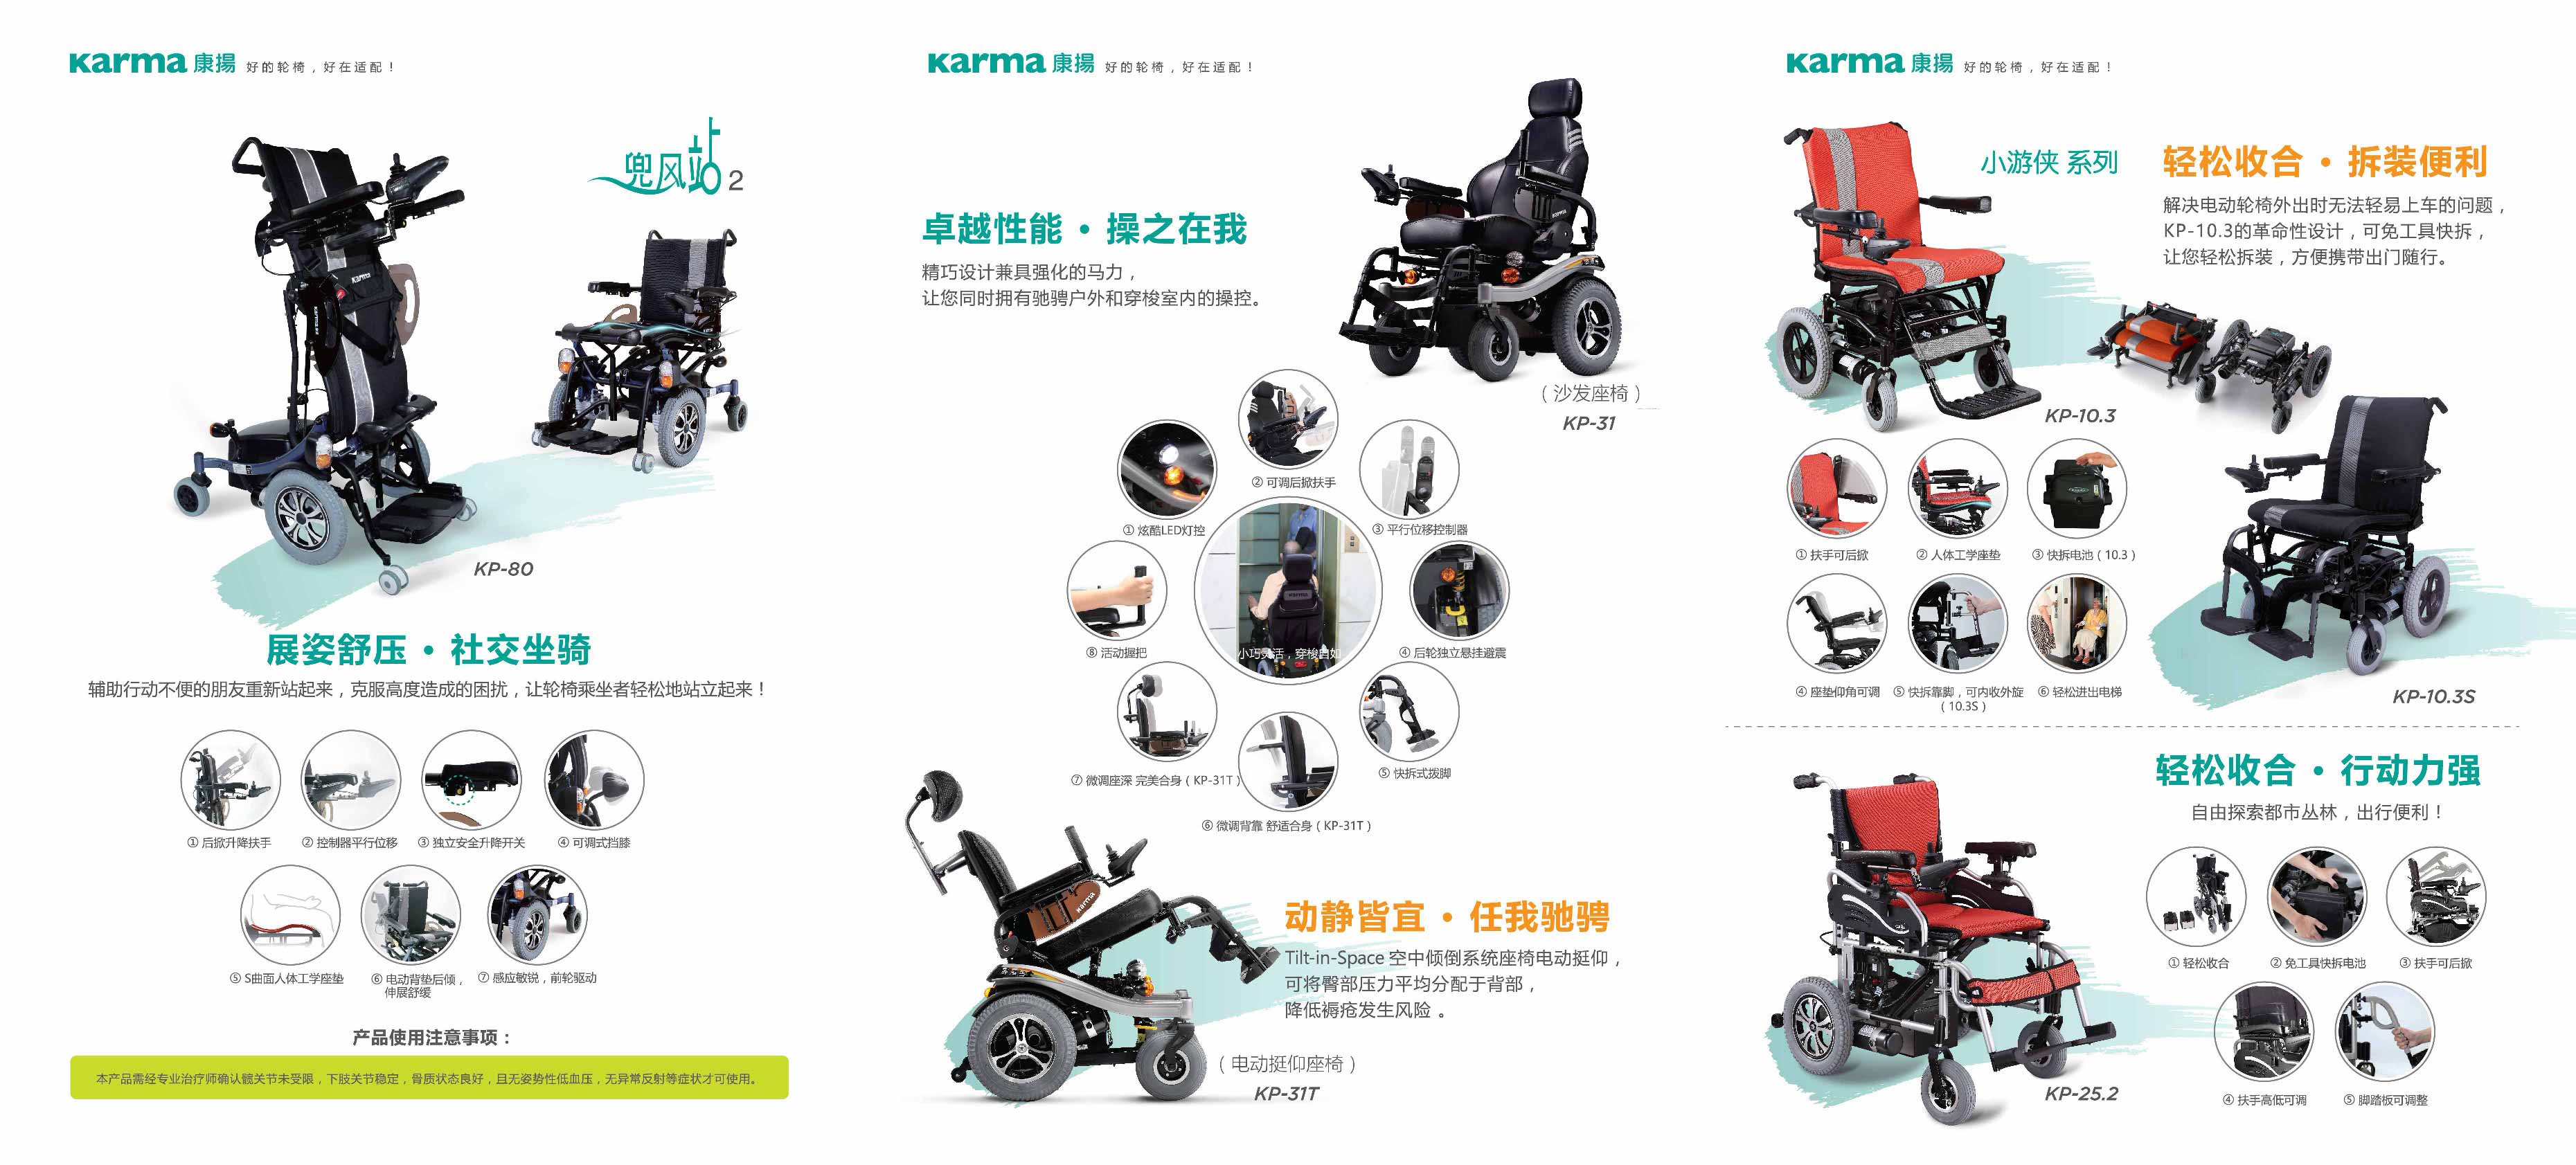 Karma 康揚 好的轮椅，好在适配！
兜风站2
KP-80
展姿舒压・社交坐骑
辅助行动不便的朋友重新站起来，克服高度造成的困扰，让轮椅乘坐者轻松地站立起来！
① 后掀升降扶手
② 控制器平行位移
③ 独立安全升降开关
④ 可调式挡膝
⑤ S曲面人体工学座垫
⑥ 电动背垫后倾，
伸展舒缓
⑦ 感应敏锐，前轮驱动
产品使用注意事项：
本产品需经专业治疗师确认髋关节未受限，下肢关节稳定，骨质状态良好，且无姿势性低血压，无异常反射等症状才可使用。
Karma 康揚 好的轮椅，好在适配！
卓越性能・操之在我
精巧设计兼具强化的马力，
让您同时拥有驰骋户外和穿梭室内的操控。
（沙发座椅）
KP-31
① 炫酷LED灯控
② 可调后掀扶手
③ 平行位移控制器
④ 后轮独立悬挂避震
⑤ 快拆式拨脚
⑥ 微调背靠 舒适合身（KP-31T）
⑦ 微调座深 完美合身（KP-31T）
⑧ 活动握把
小巧灵活，穿梭自如
动静皆宜・任我驰骋
Tilt-in-Space 空中倾倒系统座椅电动挺仰，
可将臀部压力平均分配于背部，
降低褥疮发生风险 。
（电动挺仰座椅）
KP-31T
Karma 康揚 好的轮椅，好在适配！
小游侠 系列
轻松收合・拆装便利
解决电动轮椅外出时无法轻易上车的问题，
KP-10.3的革命性设计，可免工具快拆，
让您轻松拆装，方便携带出门随行。
KP-10.3
① 扶手可后掀
② 人体工学座垫
③ 快拆电池（10.3）
④ 座垫仰角可调
⑤ 快拆靠脚，可内收外旋
（10.3S）
⑥ 轻松进出电梯
KP-10.3S
轻松收合・行动力强
自由探索都市丛林，出行便利！
① 轻松收合
② 免工具快拆电池
③ 扶手可后掀
④ 扶手高低可调
⑤ 脚踏板可调整
KP-25.2